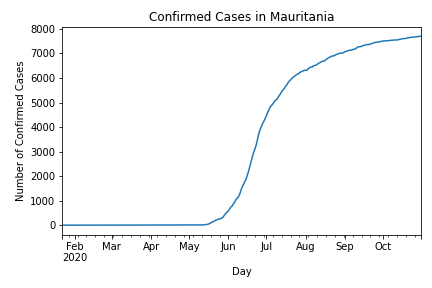 Confirmed Cases in Mauritania
Number of Confirmed Cases
8000
7000
6000
5000
4000
3000
2000
1000
0
Feb Mar Apr May Jun Jul Aug Sep Oct
2020
Day